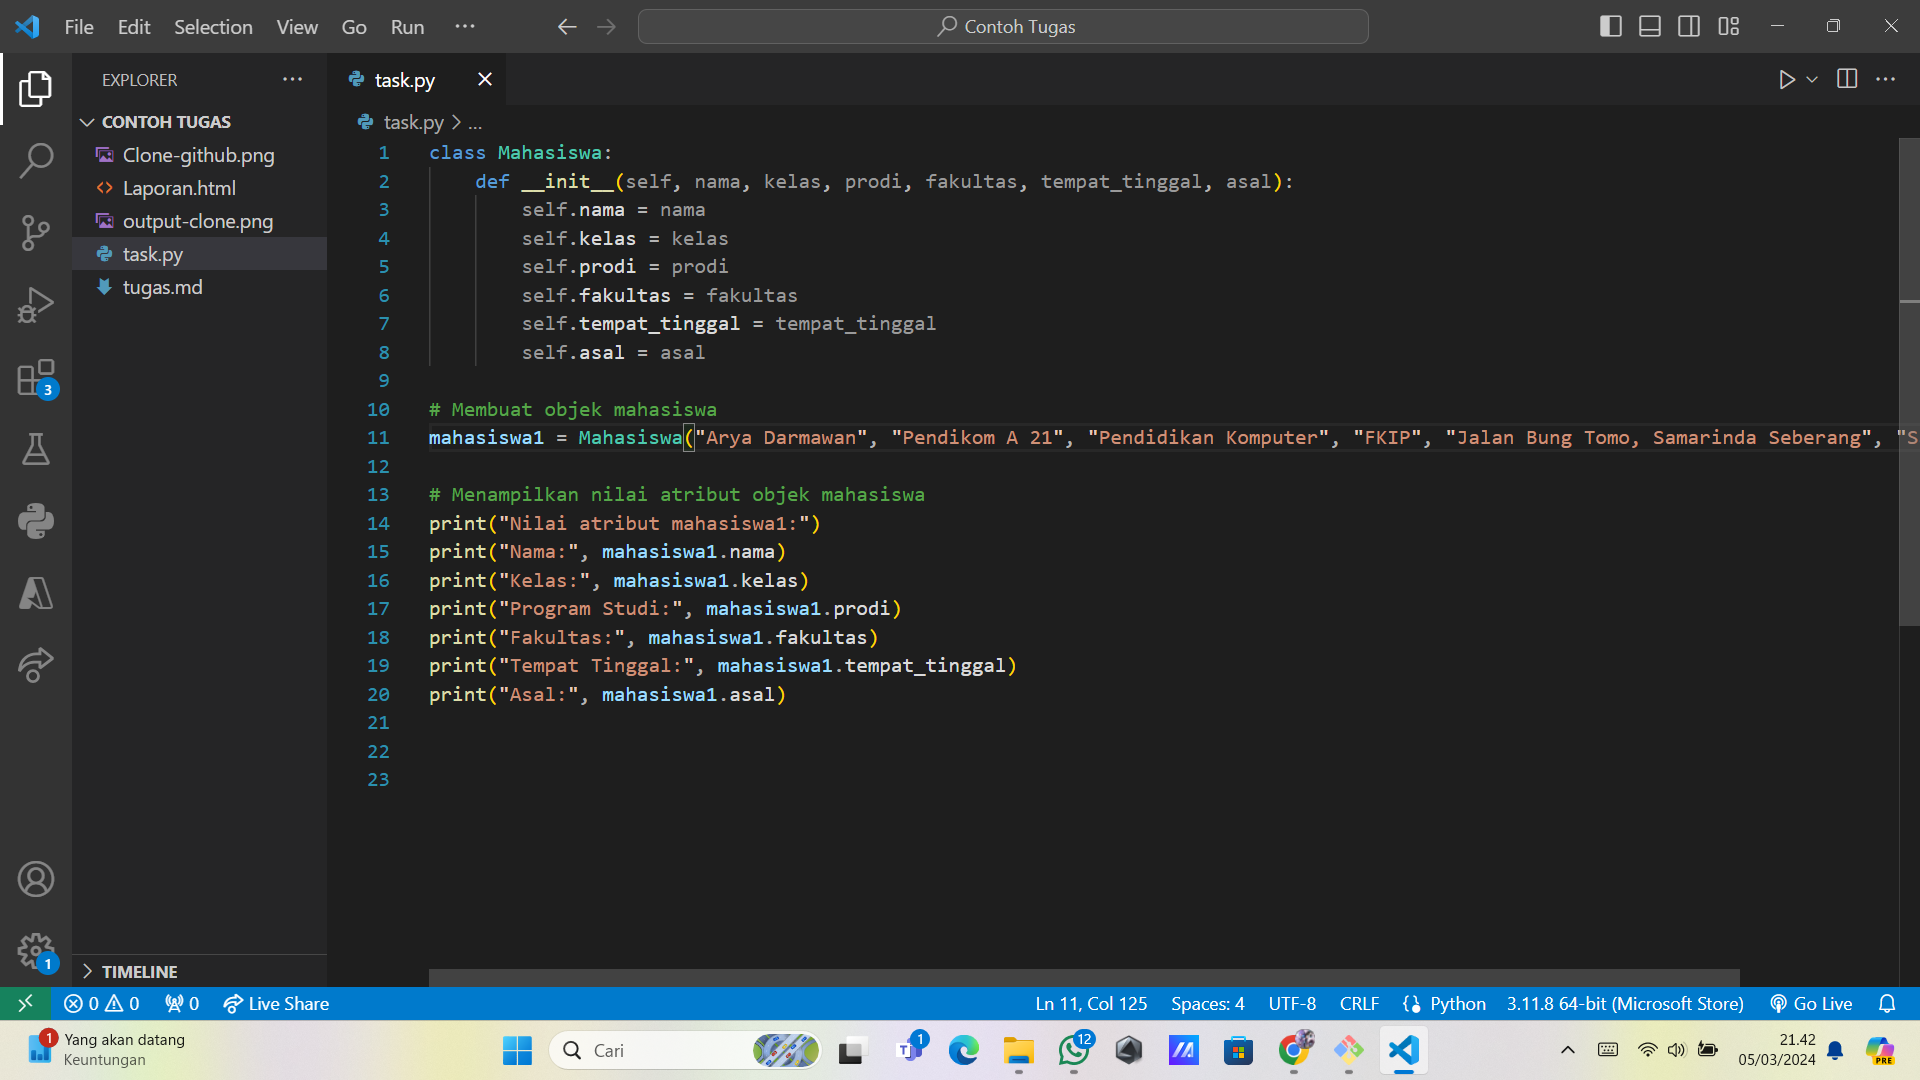 File Edit Selection View Go Run ...
Contoh Tugas
EXPLORER ...
CONTOH TUGAS
Clone-github.png
Laporan.html
output-clone.png
task.py
tugas.md
TIMELINE
3
1
task.py
task.py > ...
1 class Mahasiswa:
2     def __init__(self, nama, kelas, prodi, fakultas, tempat_tinggal, asal):
3         self.nama = nama
4         self.kelas = kelas
5         self.prodi = prodi
6         self.fakultas = fakultas
7         self.tempat_tinggal = tempat_tinggal
8         self.asal = asal
9
10 # Membuat objek mahasiswa
11 mahasiswa1 = Mahasiswa("Arya Darmawan", "Pendikom A 21", "Pendidikan Komputer", "FKIP", "Jalan Bung Tomo, Samarinda Seberang", "S
12
13 # Menampilkan nilai atribut objek mahasiswa
14 print("Nilai atribut mahasiswa1:")
15 print("Nama:", mahasiswa1.nama)
16 print("Kelas:", mahasiswa1.kelas)
17 print("Program Studi:", mahasiswa1.prodi)
18 print("Fakultas:", mahasiswa1.fakultas)
19 print("Tempat Tinggal:", mahasiswa1.tempat_tinggal)
20 print("Asal:", mahasiswa1.asal)
21
22
23
0 0 0 Live Share Ln 11, Col 125 Spaces: 4 UTF-8 CRLF {} Python 3.11.8 64-bit (Microsoft Store) Go Live
1 Yang akan datang
Keuntungan
Cari
1
12
PRE
21.42
05/03/2024